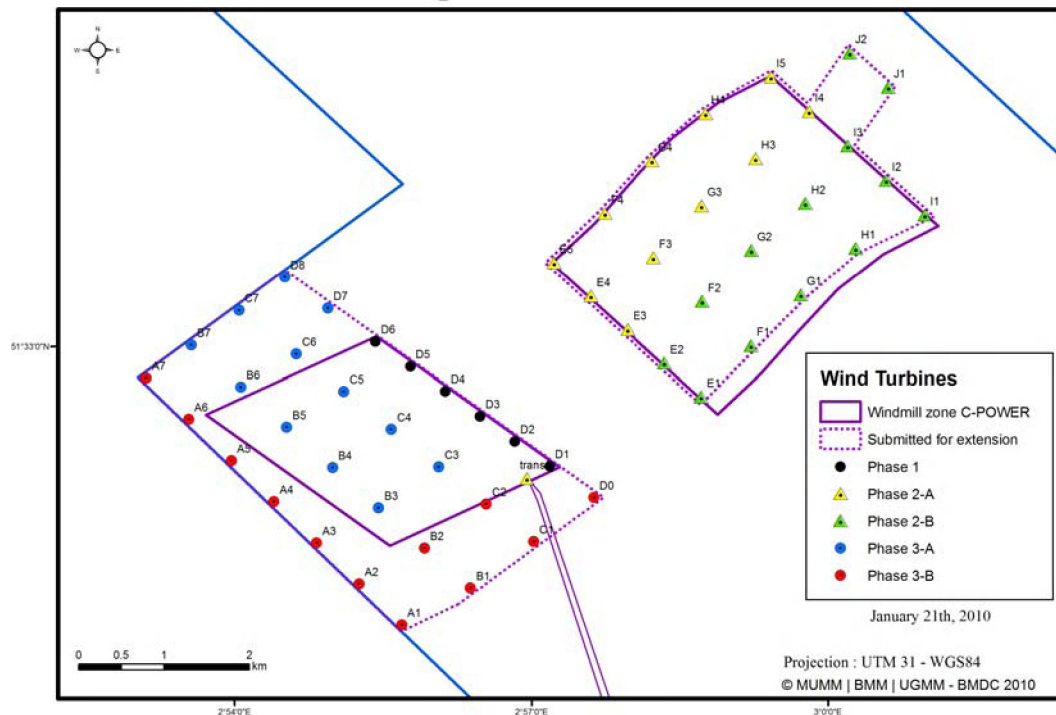 N
W E
S
J2
J1
I5
I4
H4
I3
H3
G4
I2
G3
H2
F4
I1
H1
G2
F3
E5
G1
E4
F2
E3
F1
E2
E1
D8
D7
C7
D6
B7
C6
D5
A7
B6
C5
D4
A6
D3
B5
C4
D2
A5
B4
C3
D1
transfo
A4
B3
C2
D0
A3
B2
C1
A2
B1
A1
51°33'0"N
Wind Turbines
Windmill zone C-POWER
Submitted for extension
Phase 1
Phase 2-A
Phase 2-B
Phase 3-A
Phase 3-B
January 21th, 2010
Projection : UTM 31 - WGS84
© MUMM | BMM | UGMM - BMDC 2010
0 0.5 1 2
km
2°54'0"E 2°57'0"E 3°0'0"E